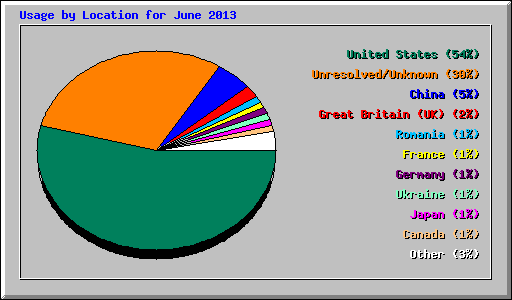 Usage by Location for June 2013
United States (54%)
Unresolved/Unknown (30%)
China (5%)
Great Britain (UK) (2%)
Romania (1%)
France (1%)
Germany (1%)
Ukraine (1%)
Japan (1%)
Canada (1%)
Other (3%)